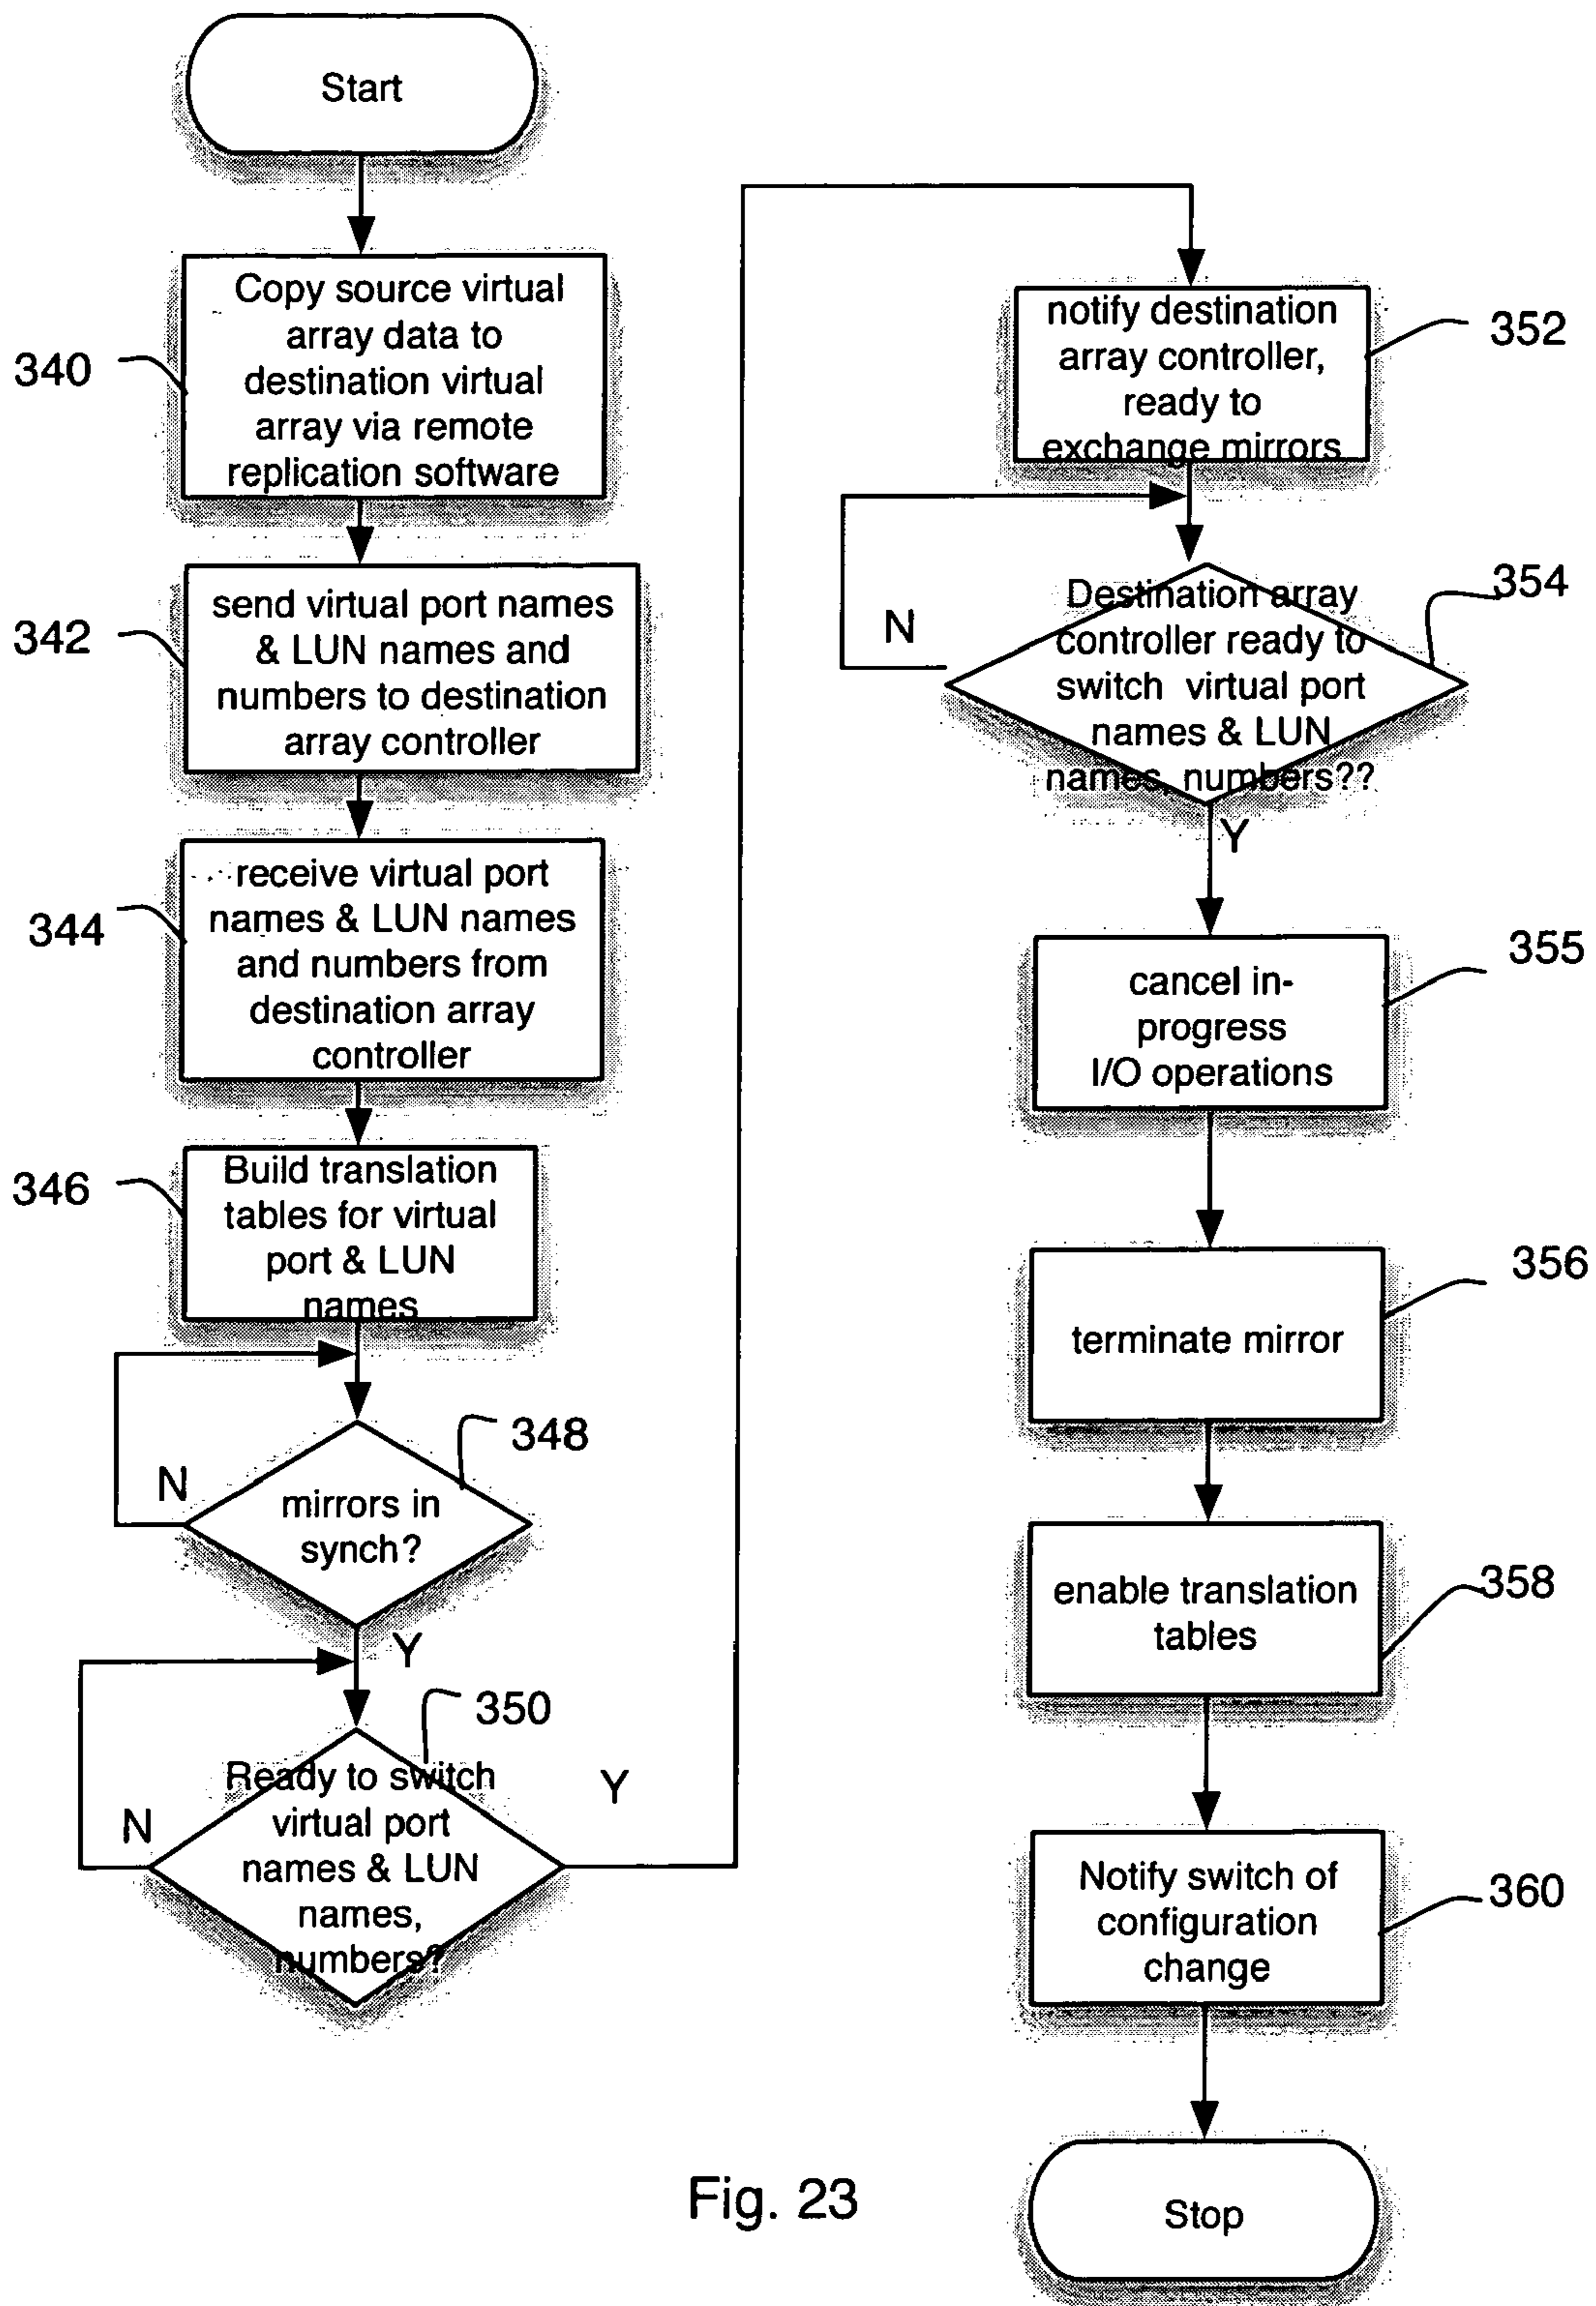 Start
Copy source virtual
array data to
destination virtual
array via remote
replication software
340
send virtual port names
& LUN names and
numbers to destination
array controller
342
receive virtual port
names & LUN names
and numbers from
destination array
controller
344
Build translation
tables for virtual
port & LUN
names
346
348
N
mirrors in
synch?
Y
350
Ready to switch
virtual port
names & LUN
names,
numbers?
N
Y
notify destination
array controller,
ready to
exchange mirrors
352
354
Destination array
controller ready to
switch virtual port
names & LUN
names, numbers??
N
Y
cancel in-
progress
I/O operations
355
terminate mirror
356
enable translation
tables
358
Notify switch of
configuration
change
360
Stop
Fig. 23